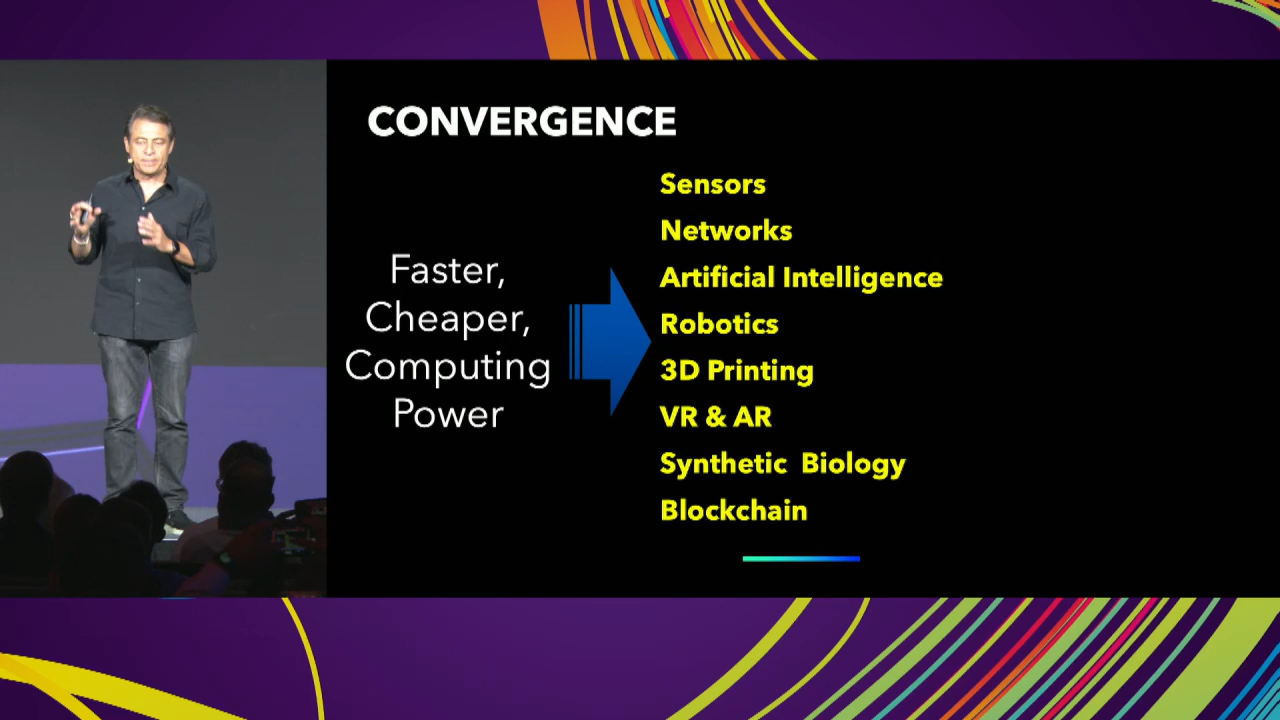 CONVERGENCE
Faster,
Cheaper,
Computing
Power
Sensors
Networks
Artificial Intelligence
Robotics
3D Printing
VR & AR
Synthetic Biology
Blockchain